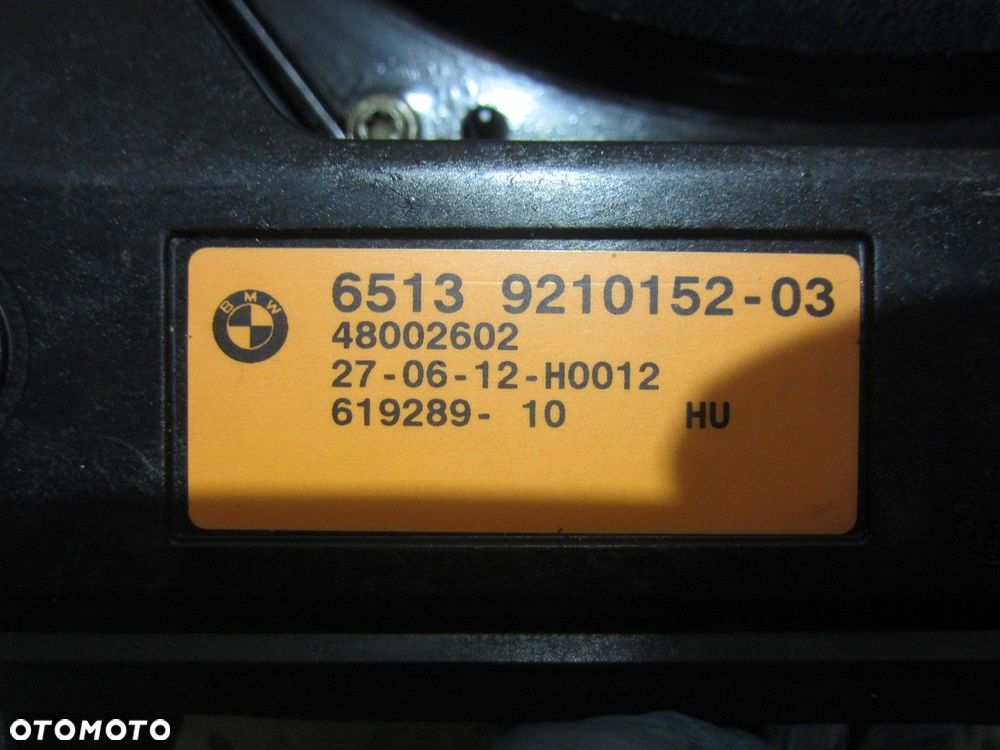 BMW
6513 9210152-03
48002602
27-06-12-H0012
619289- 10 HU
OTOMOTO